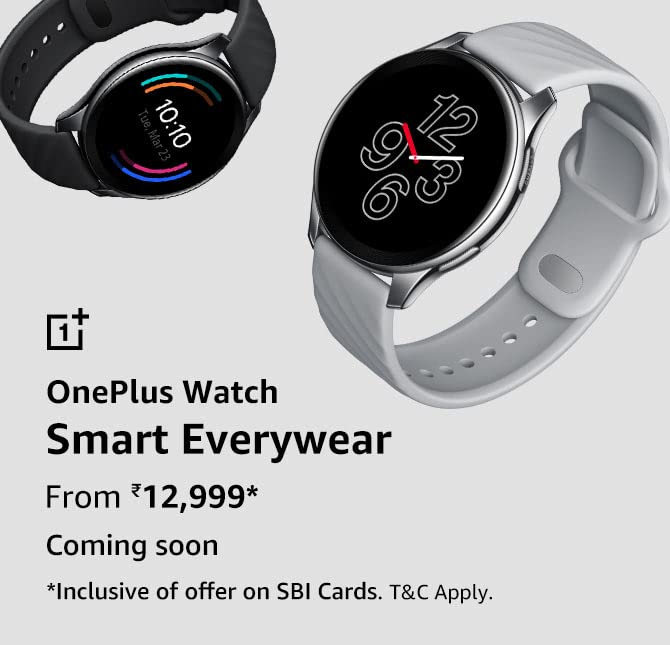 10:10
Tue, Mar 23
12
9
3
6
1+
OnePlus Watch
Smart Everywear
From ₹12,999*
Coming soon
*Inclusive of offer on SBI Cards. T&C Apply.